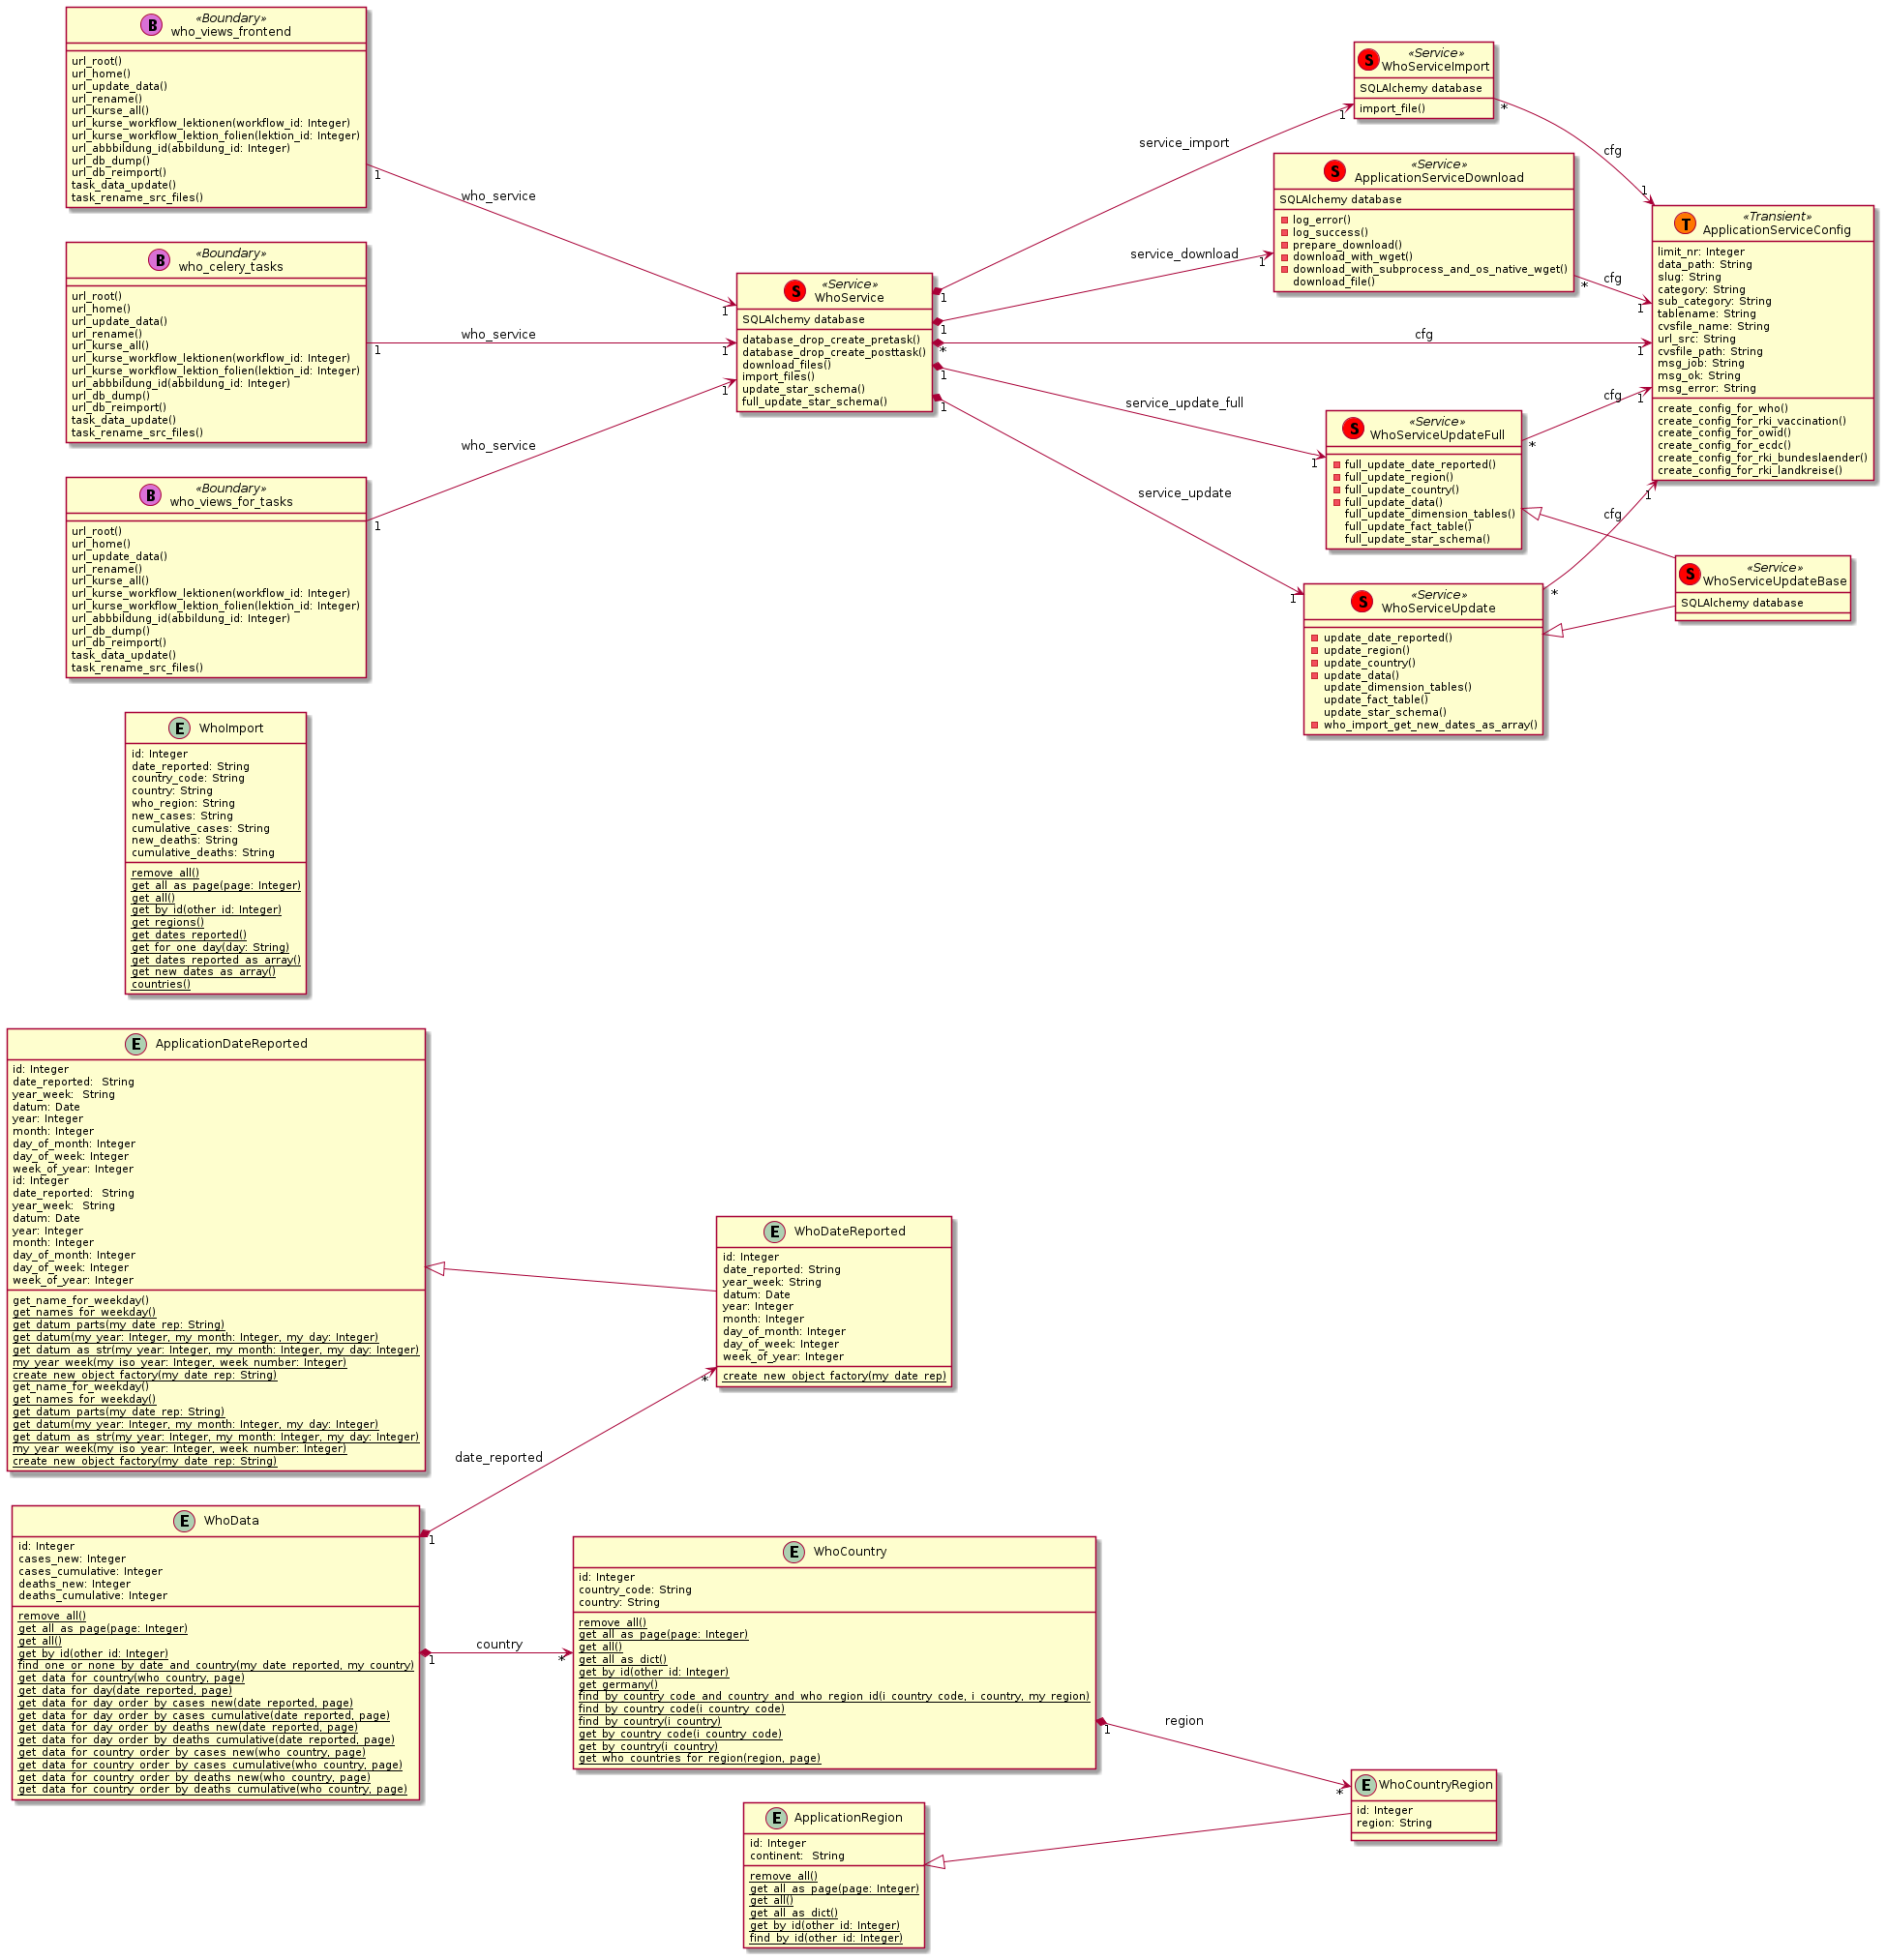 «Boundary»
B who_views_frontend
url_root()
url_home()
url_update_data()
url_rename()
url_kurse_all()
url_kurse_workflow_lektionen(workflow_id: Integer)
url_kurse_workflow_lektion_folien(lektion_id: Integer)
url_abbbildung_id(abbildung_id: Integer)
url_db_dump()
url_db_reimport()
task_data_update()
task_rename_src_files()
1
who_service
1
«Boundary»
B who_celery_tasks
url_root()
url_home()
url_update_data()
url_rename()
url_kurse_all()
url_kurse_workflow_lektionen(workflow_id: Integer)
url_kurse_workflow_lektion_folien(lektion_id: Integer)
url_abbbildung_id(abbildung_id: Integer)
url_db_dump()
url_db_reimport()
task_data_update()
task_rename_src_files()
1
who_service
1
«Boundary»
B who_views_for_tasks
url_root()
url_home()
url_update_data()
url_rename()
url_kurse_all()
url_kurse_workflow_lektionen(workflow_id: Integer)
url_kurse_workflow_lektion_folien(lektion_id: Integer)
url_abbbildung_id(abbildung_id: Integer)
url_db_dump()
url_db_reimport()
task_data_update()
task_rename_src_files()
1
who_service
1
«Service»
S WhoService
SQLAlchemy database
database_drop_create_pretask()
database_drop_create_posttask()
download_files()
import_files()
update_star_schema()
full_update_star_schema()
1
service_import
1
1
service_download
1
*
cfg
1
1
service_update_full
1
1
service_update
1
«Service»
S WhoServiceImport
SQLAlchemy database
import_file()
*
cfg
1
«Service»
S ApplicationServiceDownload
SQLAlchemy database
log_error()
log_success()
prepare_download()
download_with_wget()
download_with_subprocess_and_os_native_wget()
download_file()
*
cfg
1
«Transient»
T ApplicationServiceConfig
limit_nr: Integer
data_path: String
slug: String
category: String
sub_category: String
tablename: String
cvsfile_name: String
url_src: String
cvsfile_path: String
msg_job: String
msg_ok: String
msg_error: String
create_config_for_who()
create_config_for_rki_vaccination()
create_config_for_owid()
create_config_for_ecdc()
create_config_for_rki_bundeslaender()
create_config_for_rki_landkreise()
«Service»
S WhoServiceUpdateFull
full_update_date_reported()
full_update_region()
full_update_country()
full_update_data()
full_update_dimension_tables()
full_update_fact_table()
full_update_star_schema()
*
cfg
1
«Service»
S WhoServiceUpdate
update_date_reported()
update_region()
update_country()
update_data()
update_dimension_tables()
update_fact_table()
update_star_schema()
who_import_get_new_dates_as_array()
*
cfg
1
«Service»
S WhoServiceUpdateBase
SQLAlchemy database
E WhoImport
id: Integer
date_reported: String
country_code: String
country: String
who_region: String
new_cases: String
cumulative_cases: String
new_deaths: String
cumulative_deaths: String
remove_all()
get_all_as_page(page: Integer)
get_all()
get_by_id(other_id: Integer)
get_regions()
get_dates_reported()
get_for_one_day(day: String)
get_dates_reported_as_array()
get_new_dates_as_array()
countries()
E ApplicationDateReported
id: Integer
date_reported: String
year_week: String
datum: Date
year: Integer
month: Integer
day_of_month: Integer
day_of_week: Integer
week_of_year: Integer
id: Integer
date_reported: String
year_week: String
datum: Date
year: Integer
month: Integer
day_of_month: Integer
day_of_week: Integer
week_of_year: Integer
get_name_for_weekday()
get_names_for_weekday()
get_datum_parts(my_date_rep: String)
get_datum(my_year: Integer, my_month: Integer, my_day: Integer)
get_datum_as_str(my_year: Integer, my_month: Integer, my_day: Integer)
my_year_week(my_iso_year: Integer, week_number: Integer)
create_new_object_factory(my_date_rep: String)
get_name_for_weekday()
get_names_for_weekday()
get_datum_parts(my_date_rep: String)
get_datum(my_year: Integer, my_month: Integer, my_day: Integer)
get_datum_as_str(my_year: Integer, my_month: Integer, my_day: Integer)
my_year_week(my_iso_year: Integer, week_number: Integer)
create_new_object_factory(my_date_rep: String)
E WhoDateReported
id: Integer
date_reported: String
year_week: String
datum: Date
year: Integer
month: Integer
day_of_month: Integer
day_of_week: Integer
week_of_year: Integer
create_new_object_factory(my_date_rep)
*
date_reported
1
E WhoData
id: Integer
cases_new: Integer
cases_cumulative: Integer
deaths_new: Integer
deaths_cumulative: Integer
remove_all()
get_all_as_page(page: Integer)
get_all()
get_by_id(other_id: Integer)
find_one_or_none_by_date_and_country(my_date_reported, my_country)
get_data_for_country(who_country, page)
get_data_for_day(date_reported, page)
get_data_for_day_order_by_cases_new(date_reported, page)
get_data_for_day_order_by_cases_cumulative(date_reported, page)
get_data_for_day_order_by_deaths_new(date_reported, page)
get_data_for_day_order_by_deaths_cumulative(date_reported, page)
get_data_for_country_order_by_cases_new(who_country, page)
get_data_for_country_order_by_cases_cumulative(who_country, page)
get_data_for_country_order_by_deaths_new(who_country, page)
get_data_for_country_order_by_deaths_cumulative(who_country, page)
1
country
*
E WhoCountry
id: Integer
country_code: String
country: String
remove_all()
get_all_as_page(page: Integer)
get_all()
get_all_as_dict()
get_by_id(other_id: Integer)
get_germany()
find_by_country_code_and_country_and_who_region_id(i_country_code, i_country, my_region)
find_by_country_code(i_country_code)
find_by_country(i_country)
get_by_country_code(i_country_code)
get_by_country(i_country)
get_who_countries_for_region(region, page)
1
region
*
E WhoCountryRegion
id: Integer
region: String
E ApplicationRegion
id: Integer
continent: String
remove_all()
get_all_as_page(page: Integer)
get_all()
get_all_as_dict()
get_by_id(other_id: Integer)
find_by_id(other_id: Integer)